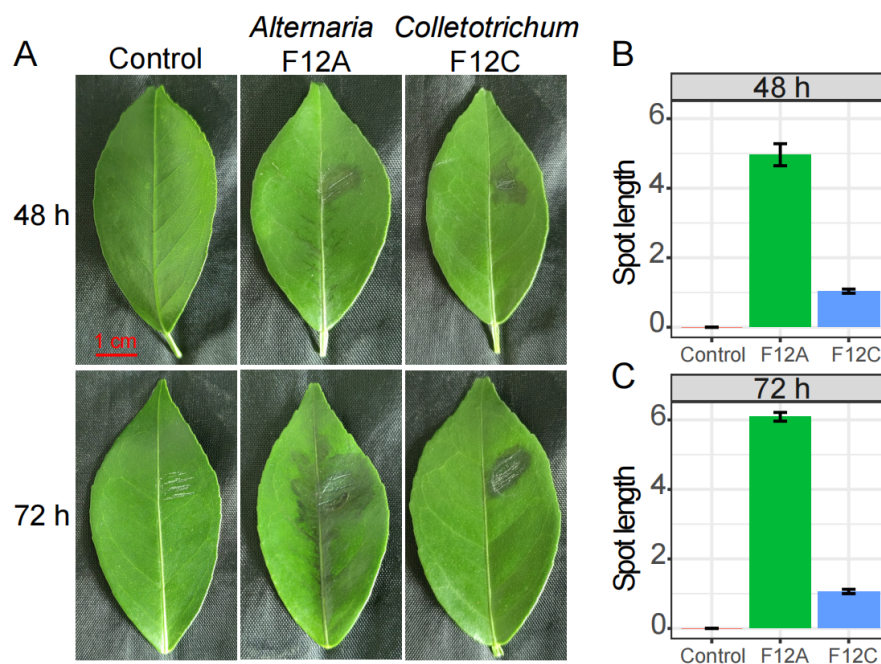 A
Control
Alternaria
F12A
Colletotrichum
F12C
48 h
1 cm
72 h
B
48 h
Spot length
6
4
2
0
Control
F12A
F12C
C
72 h
Spot length
6
4
2
0
Control
F12A
F12C